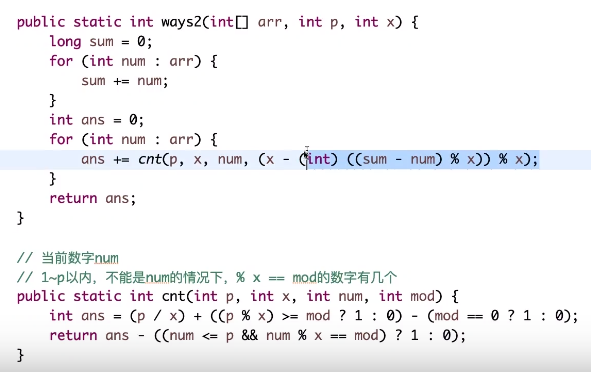 public static int ways2(int[] arr, int p, int x) {
long sum = 0;
for (int num : arr) {
sum += num;
}
int ans = 0;
for (int num : arr) {
ans += cnt(p, x, num, (x - (int) ((sum - num) % x)) % x);
}
return ans;
}
// 当前数字num
// 1~p以内，不能是num的情况下，% x == mod的数字有几个
public static int cnt(int p, int x, int num, int mod) {
int ans = (p / x) + ((p % x) >= mod ? 1 : 0) - (mod == 0 ? 1 : 0);
return ans - ((num <= p && num % x == mod) ? 1 : 0);
}